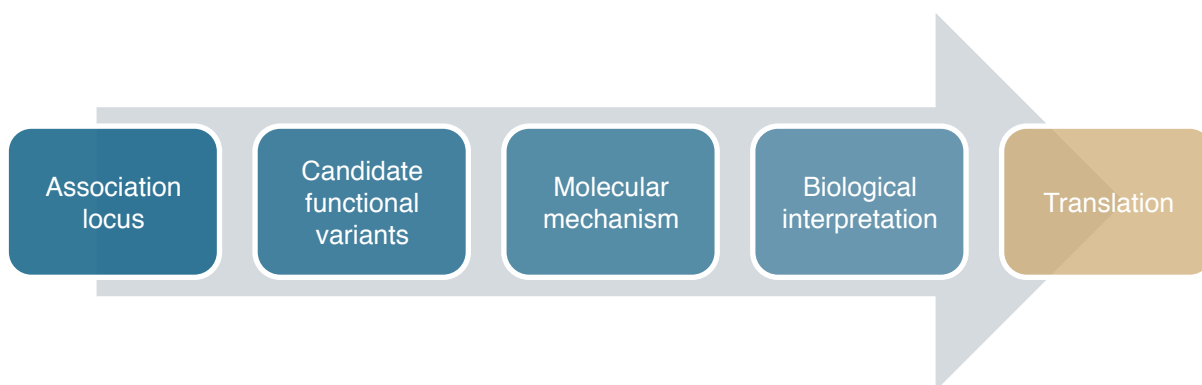 Association
locus
Candidate
functional
variants
Molecular
mechanism
Biological
interpretation
Translation